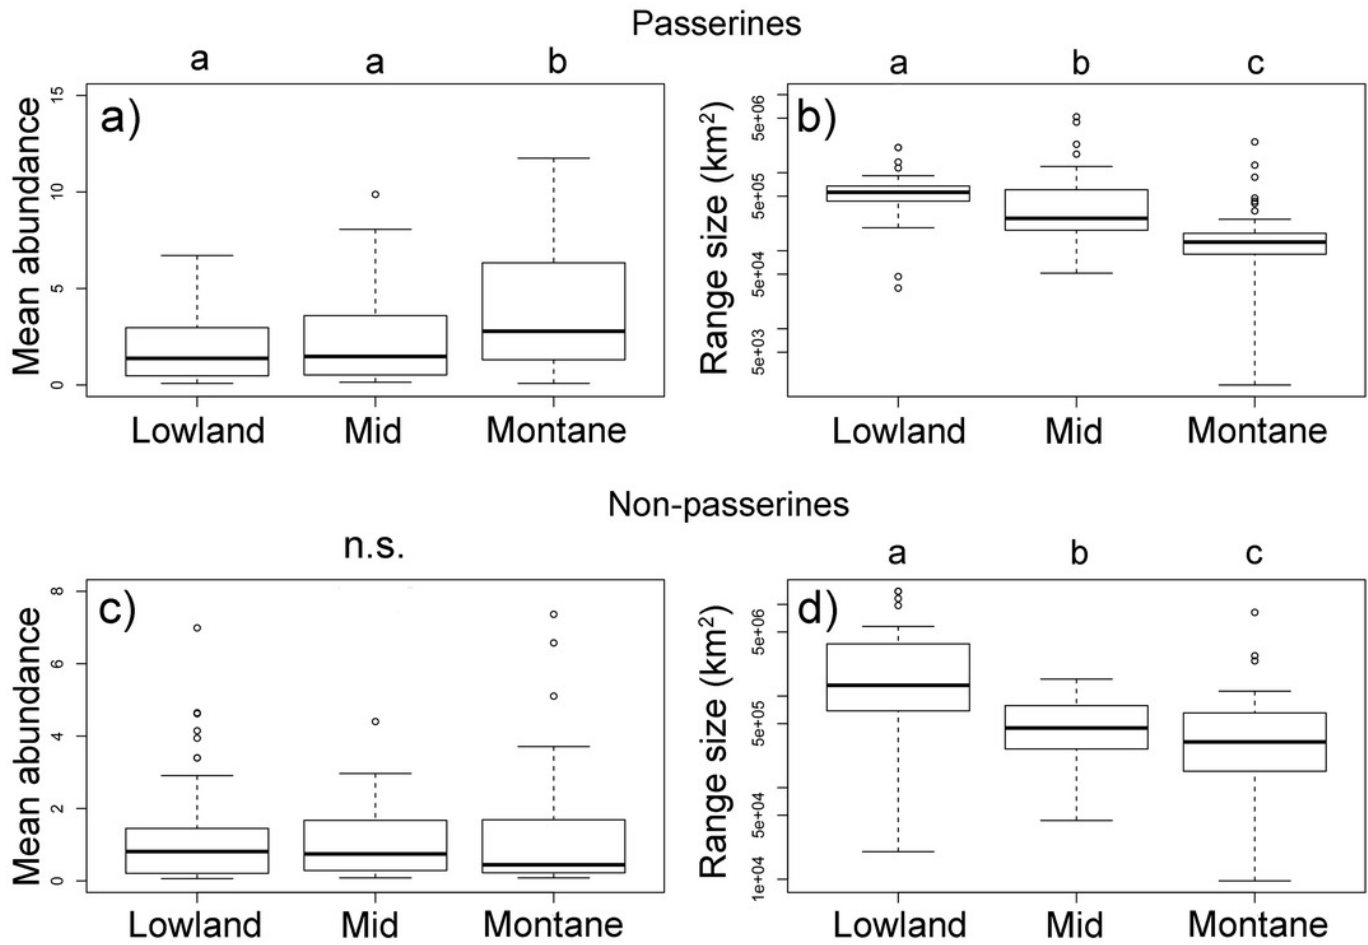 Passerines
a a b
a b c
a)
Mean abundance
15
10
5
0
Lowland Mid Montane
b)
Range size (km²)
5e+06
5e+05
5e+04
5e+03
Lowland Mid Montane
Non-passerines
n.s.
a b c
c)
Mean abundance
8
6
4
2
0
Lowland Mid Montane
d)
Range size (km²)
5e+06
5e+05
5e+04
1e+04
Lowland Mid Montane